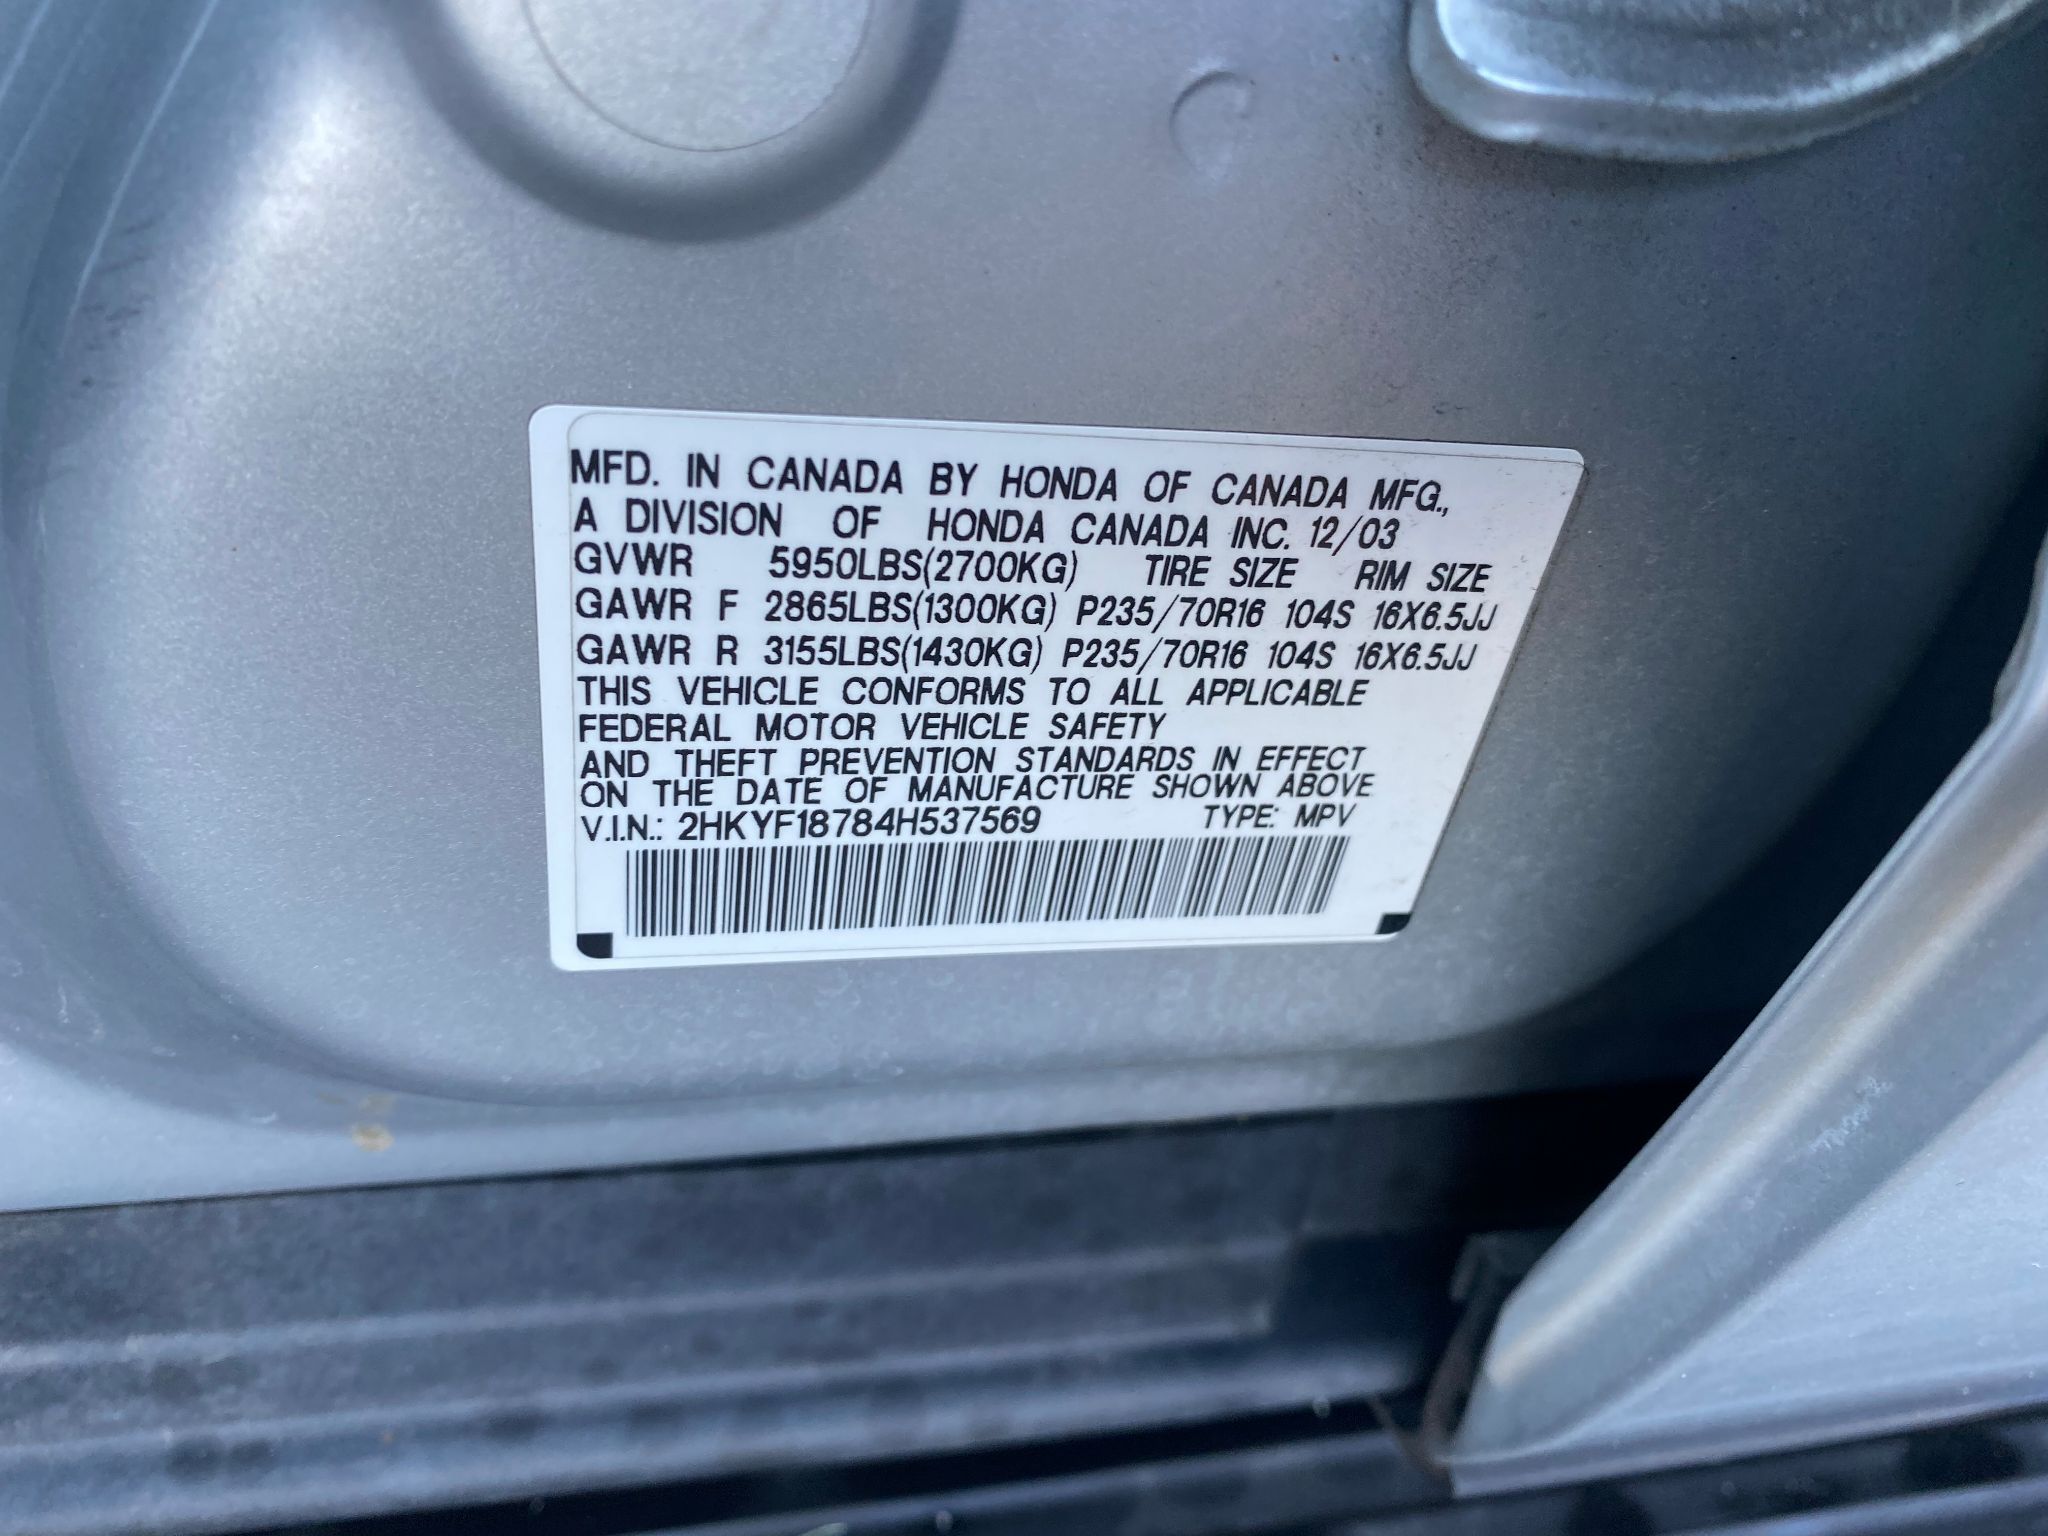 MFD. IN CANADA BY HONDA OF CANADA MFG.,
A DIVISION OF HONDA CANADA INC. 12/03
GVWR 5950LBS(2700KG) TIRE SIZE RIM SIZE
GAWR F 2865LBS(1300KG) P235/70R16 104S 16X6.5JJ
GAWR R 3155LBS(1430KG) P235/70R16 104S 16X6.5JJ
THIS VEHICLE CONFORMS TO ALL APPLICABLE
FEDERAL MOTOR VEHICLE SAFETY
AND THEFT PREVENTION STANDARDS IN EFFECT
ON THE DATE OF MANUFACTURE SHOWN ABOVE
V.I.N.: 2HKYF18784H537569 TYPE: MPV